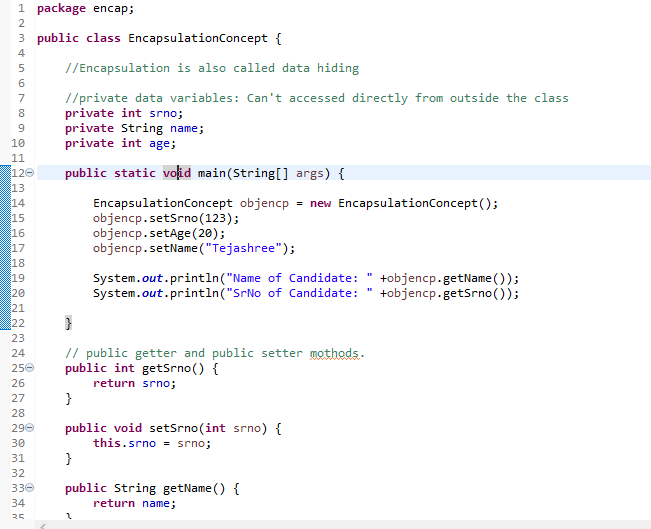 1 package encap;
2
3 public class EncapsulationConcept {
4
5 //Encapsulation is also called data hiding
6
7 //private data variables: Can't accessed directly from outside the class
8 private int srno;
9 private String name;
10 private int age;
11
12 public static void main(String[] args) {
13
14 EncapsulationConcept objencp = new EncapsulationConcept();
15 objencp.setSrno(123);
16 objencp.setAge(20);
17 objencp.setName("Tejashree");
18
19 System.out.println("Name of Candidate: " +objencp.getName());
20 System.out.println("SrNo of Candidate: " +objencp.getSrno());
21
22 }
23
24 // public getter and public setter mothods.
25 public int getSrno() {
26 return srno;
27 }
28
29 public void setSrno(int srno) {
30 this.srno = srno;
31 }
32
33 public String getName() {
34 return name;
35 }